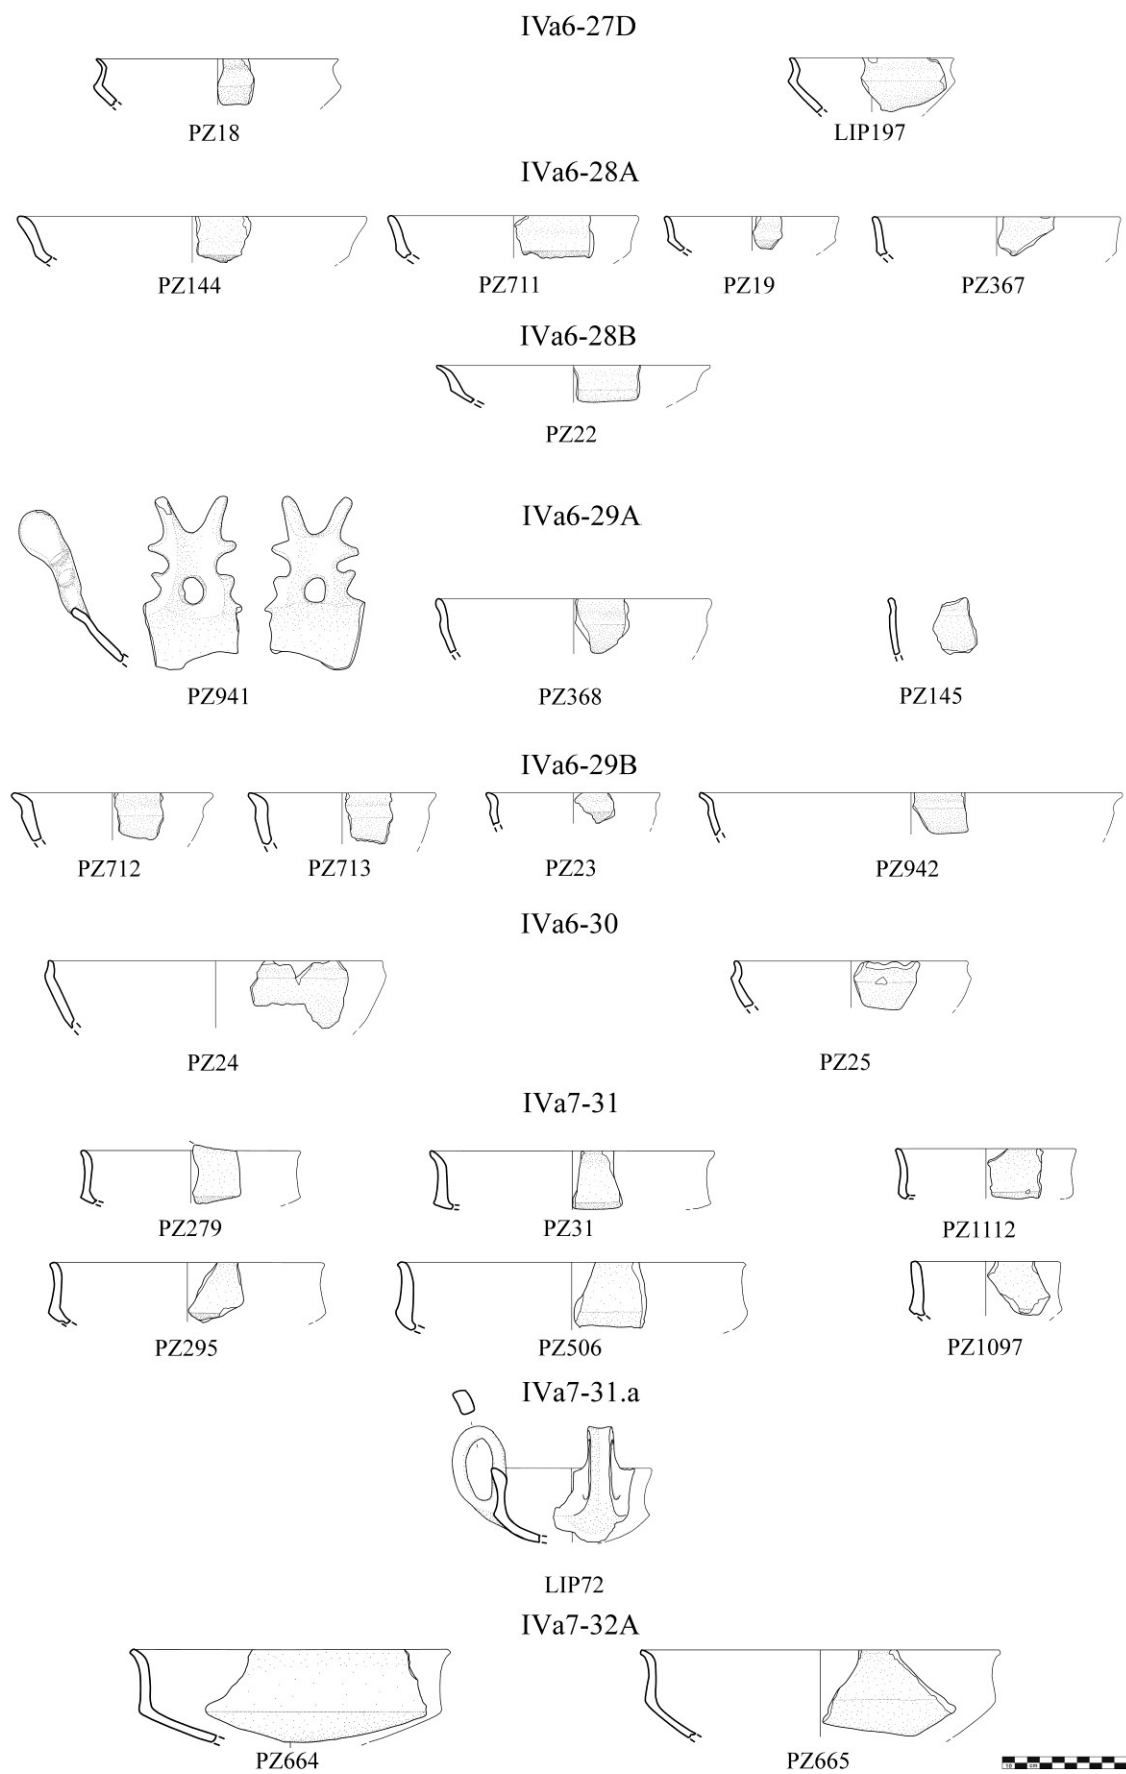 IVa6-27D
PZ18 LIP197
IVa6-28A
PZ144 PZ711 PZ19 PZ367
IVa6-28B
PZ22
IVa6-29A
PZ941 PZ368 PZ145
IVa6-29B
PZ712 PZ713 PZ23 PZ942
IVa6-30
PZ24 PZ25
IVa7-31
PZ279 PZ31 PZ1112
PZ295 PZ506 PZ1097
IVa7-31.a
LIP72
IVa7-32A
PZ664 PZ665
10 cm